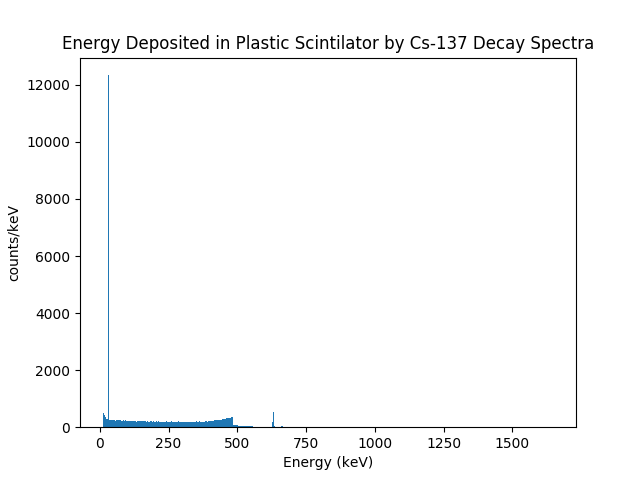 Energy Deposited in Plastic Scintilator by Cs-137 Decay Spectra
counts/keV
12000
10000
8000
6000
4000
2000
0
0 250 500 750 1000 1250 1500
Energy (keV)